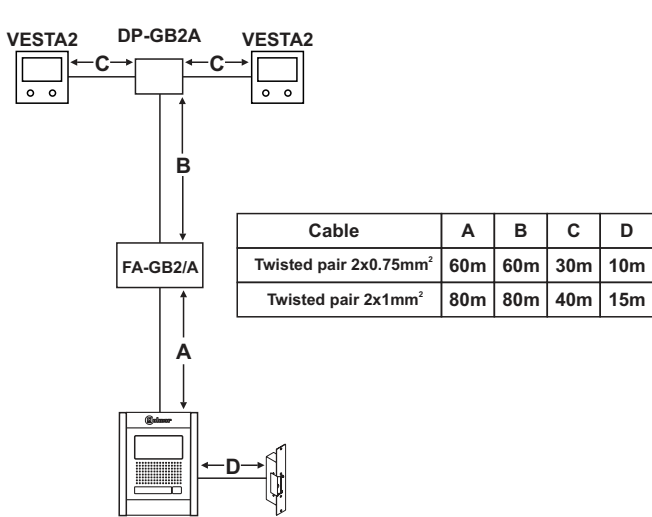 VESTA2 DP-GB2A VESTA2
C C
B
FA-GB2/A
A
D
Cable A B C D
Twisted pair 2x0.75mm² 60m 60m 30m 10m
Twisted pair 2x1mm² 80m 80m 40m 15m